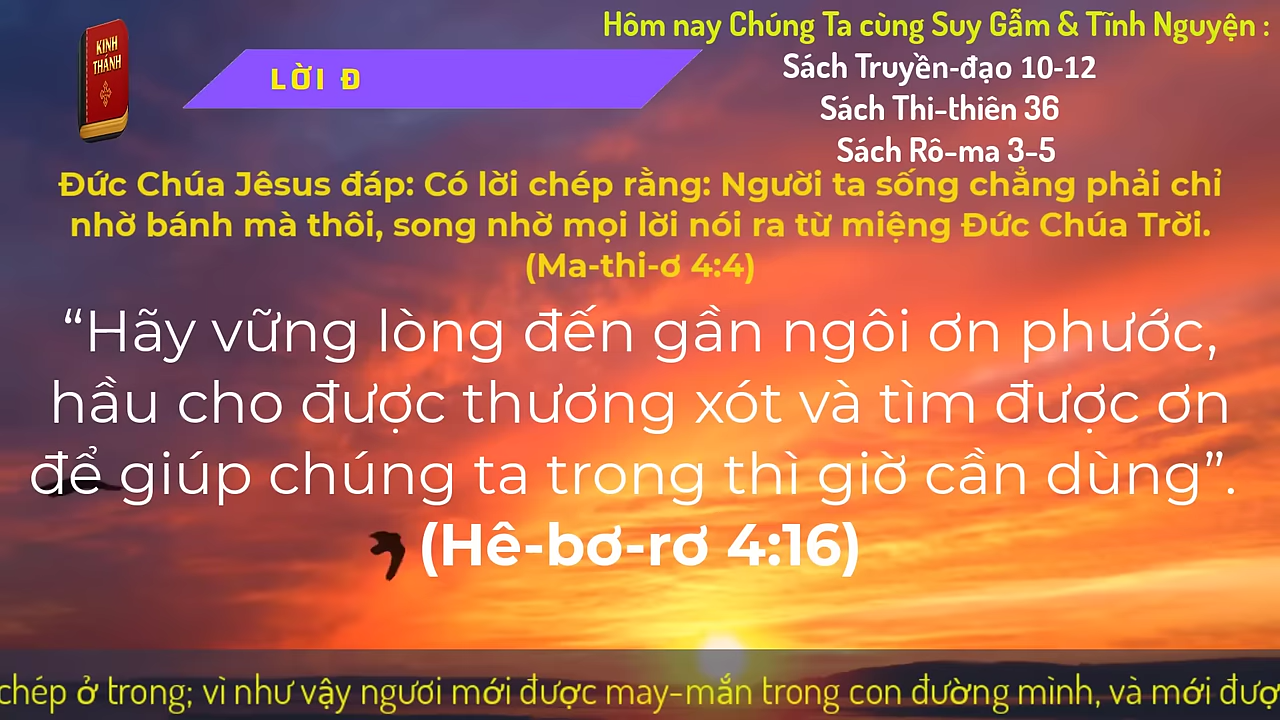 Hôm nay Chúng Ta cùng Suy Gẫm & Tĩnh Nguyện :
Sách Truyền-đạo 10-12
Sách Thi-thiên 36
Sách Rô-ma 3-5
KINH
THÁNH
LỜI Đ
Đức Chúa Jêsus đáp: Có lời chép rằng: Người ta sống chẳng phải chỉ
nhờ bánh mà thôi, song nhờ mọi lời nói ra từ miệng Đức Chúa Trời.
(Ma-thi-ơ 4:4)
“Hãy vững lòng đến gần ngôi ơn phước,
hầu cho được thương xót và tìm được ơn
để giúp chúng ta trong thì giờ cần dùng”.
(Hê-bơ-rơ 4:16)
chép ở trong; vì như vậy ngươi mới được may-mắn trong con đường mình, và mới đượ